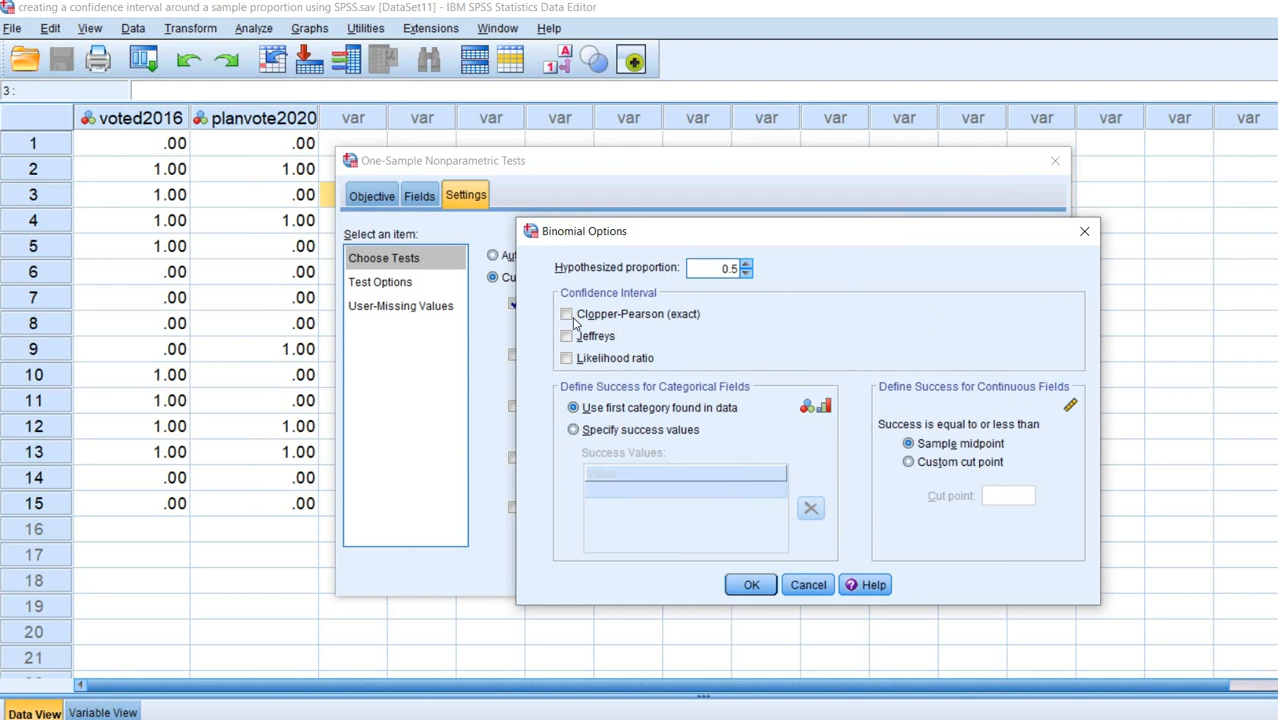 creating a confidence interval around a sample proportion using SPSS.sav [DataSet11] - IBM SPSS Statistics Data Editor
File Edit View Data Transform Analyze Graphs Utilities Extensions Window Help
A
3 :
voted2016 planvote2020 var var var var var var var var var var var var var var
1 .00 .00
2 1.00 1.00
3 1.00 .00
4 1.00 1.00
5 1.00 .00
6 .00 .00
7 .00 .00
8 .00 .00
9 .00 1.00
10 1.00 .00
11 1.00 .00
12 1.00 1.00
13 1.00 1.00
14 .00 .00
15 .00 .00
16
17
18
19
20
21
One-Sample Nonparametric Tests
Objective Fields Settings
Select an item:
Choose Tests
Test Options
User-Missing Values
Au
Cu
Binomial Options
Hypothesized proportion: 0.5
Confidence Interval
Clopper-Pearson (exact)
Jeffreys
Likelihood ratio
Define Success for Categorical Fields
Use first category found in data
Specify success values
Success Values:
Value
Define Success for Continuous Fields
Success is equal to or less than
Sample midpoint
Custom cut point
Cut point:
OK Cancel Help
Data View Variable View